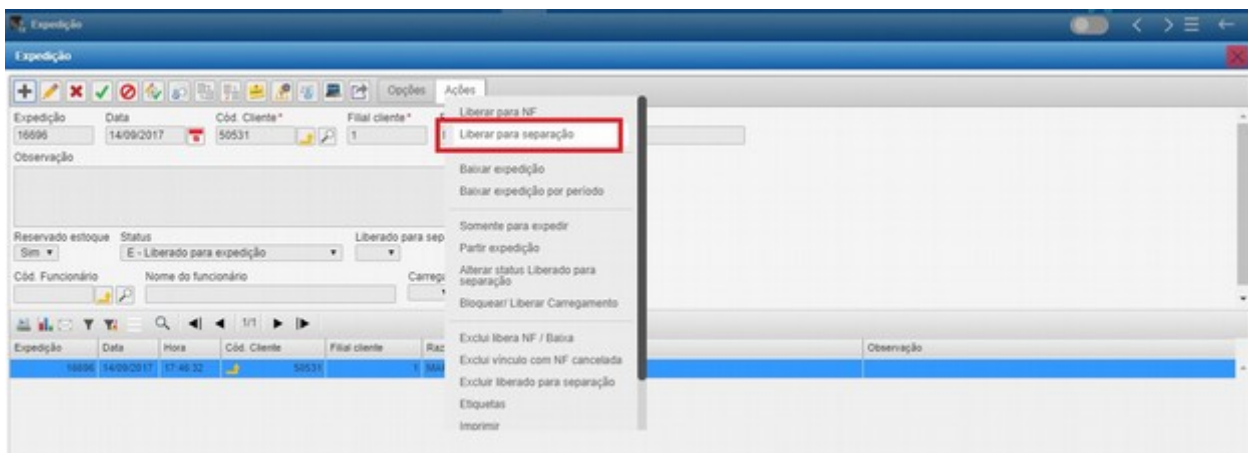 Expedição
Expedição
Opções Ações
Expedição Data Cód. Cliente* Filial cliente*
16696 14/09/2017 50531 1
Observação
Liberar para NF
Liberar para separação
Baixar expedição
Baixar expedição por período
Somente para expedir
Partir expedição
Alterar status Liberado para
separação
Bloquear/ Liberar Carregamento
Exclui libera NF / Baixa
Exclui vínculo com NF cancelada
Excluir liberado para separação
Etiquetas
Imprimir
Reservado estoque Status Liberado para sep
Sim E - Liberado para expedição
Cód. Funcionário Nome do funcionário Carrega
1/1
Expedição Data Hora Cód. Cliente Filial cliente Raz Observação
16696 14/09/2017 17:46:32 50531 1